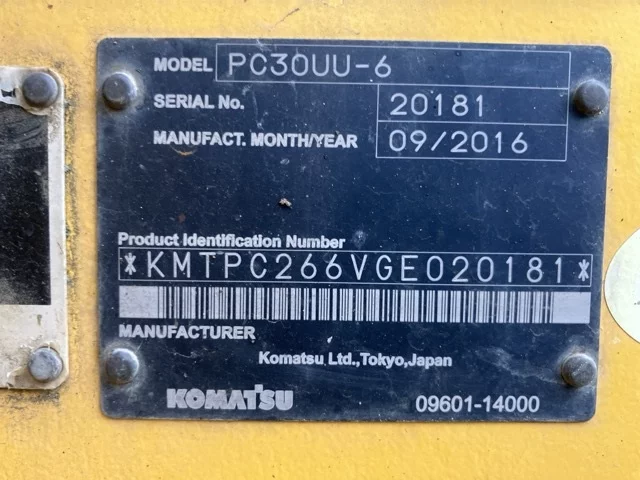 MODEL PC30UU-6
SERIAL No. 20181
MANUFACT. MONTH/YEAR 09/2016
Product Identification Number
*KMTPC266VGE020181*
MANUFACTURER
Komatsu Ltd.,Tokyo,Japan
KOMATSU 09601-14000